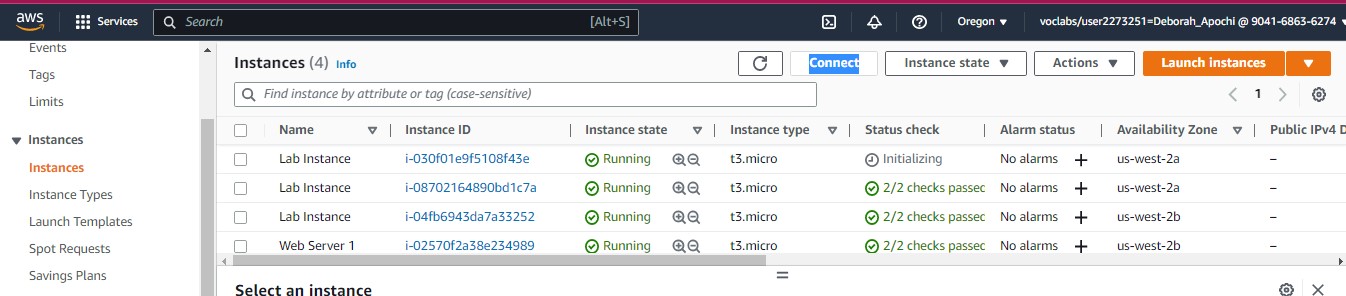 aws Services Search [Alt+S] Oregon voclabs/user2273251=Deborah_Apochi @ 9041-6863-6274
Events
Tags
Limits
Instances
Instances
Instance Types
Launch Templates
Spot Requests
Savings Plans
Instances (4) Info Connect Instance state Actions Launch instances
Find instance by attribute or tag (case-sensitive) 1
Name Instance ID Instance state Instance type Status check Alarm status Availability Zone Public IPv4 D
Lab Instance i-030f01e9f5108f43e Running t3.micro Initializing No alarms + us-west-2a –
Lab Instance i-08702164890bd1c7a Running t3.micro 2/2 checks passed No alarms + us-west-2a –
Lab Instance i-04fb6943da7a33252 Running t3.micro 2/2 checks passed No alarms + us-west-2b –
Web Server 1 i-02570f2a38e234989 Running t3.micro 2/2 checks passed No alarms + us-west-2b –
Select an instance